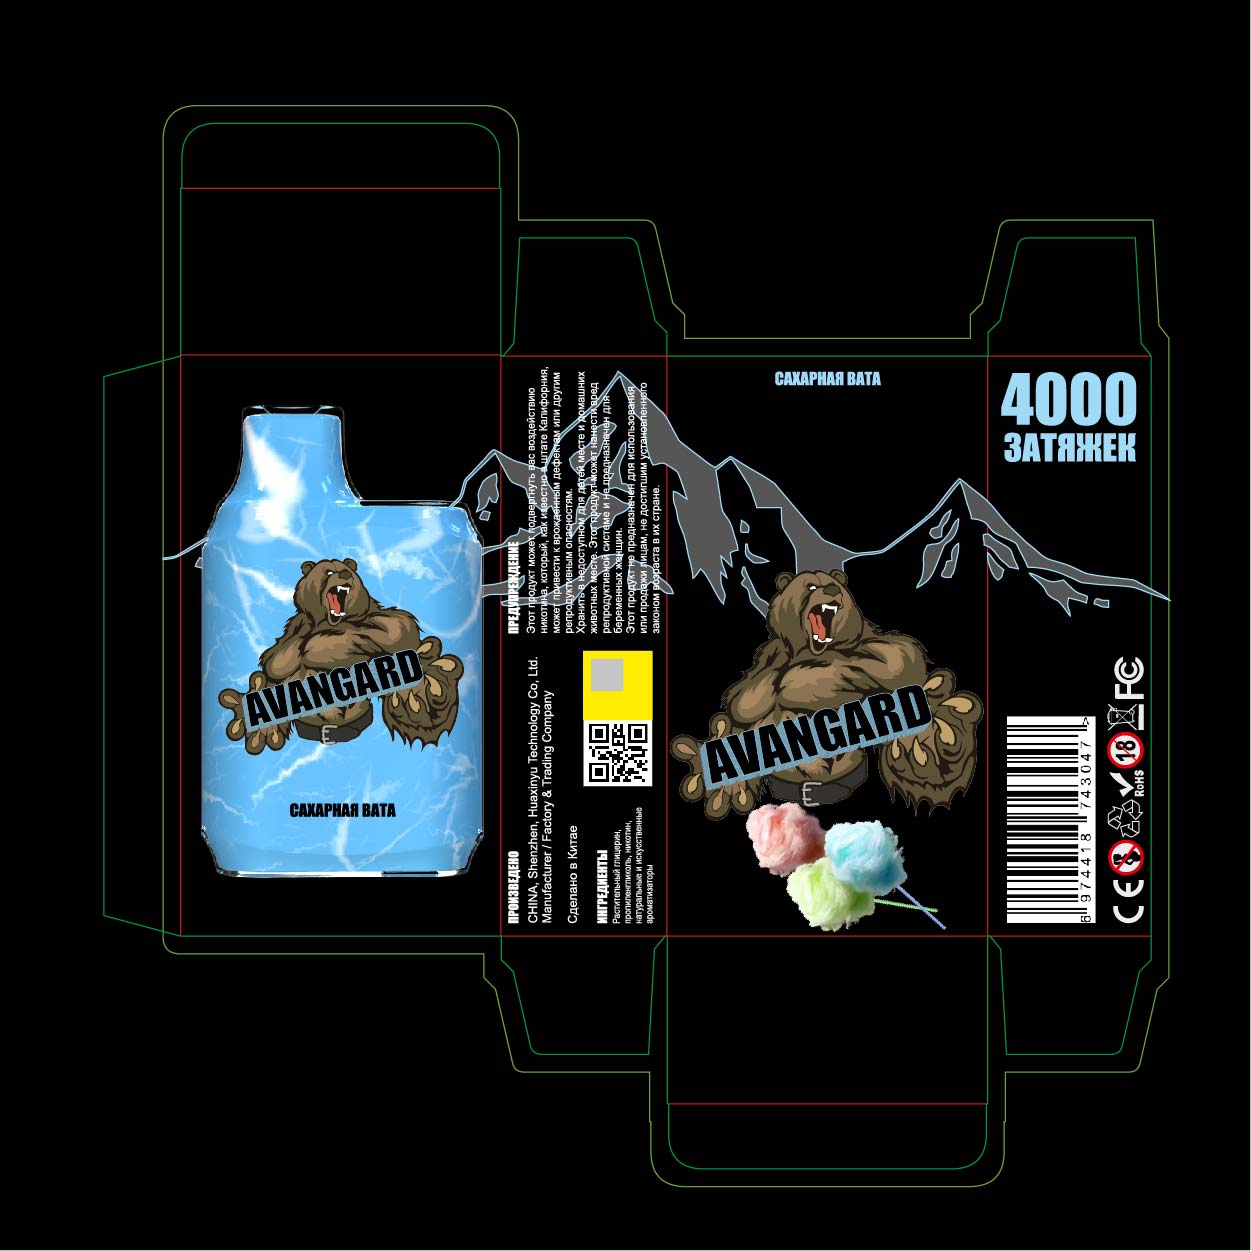 AVANGARD
САХАРНАЯ ВАТА
ПРЕДУПРЕЖДЕНИЕ
Этот продукт может подвергнуть вас воздействию
никотина, который, как известно в штате Калифорния,
может привести к врожденным дефектам или другим
репродуктивным опасностям.
Хранить в недоступном для детей месте и домашних
животных месте. Этот продукт может нанести вред
репродуктивной системе и не предназначен для
беременных женщин.
Этот продукт не предназначен для использования
или продажи лицам, не достигшим установленного
законом возраста в их стране.
ПРОИЗВЕДЕНО
CHINA, Shenzhen, Huaxinyu Technology Co, Ltd.
Manufacturer / Factory & Trading Company
Сделано в Китае
ИНГРЕДИЕНТЫ
Растительный глицерин,
пропиленгликоль, никотин,
натуральные и искусственные
ароматизаторы
САХАРНАЯ ВАТА
AVANGARD
4000
ЗАТЯЖЕК
6 974418 743047 >
CE
18
RoHS
FC